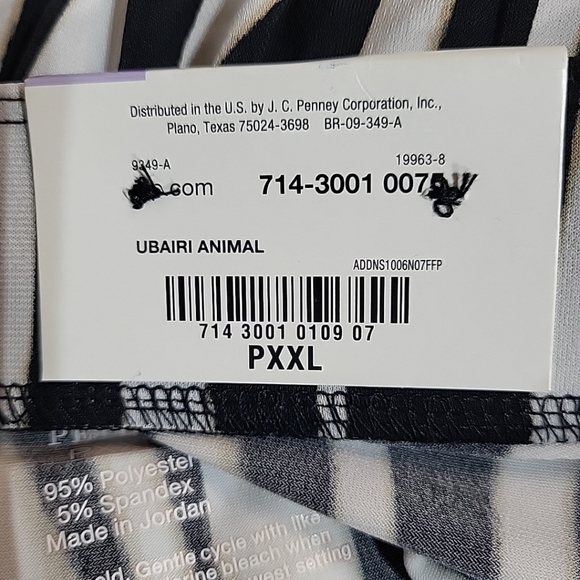 Distributed in the U.S. by J. C. Penney Corporation, Inc.,
Plano, Texas 75024-3698 BR-09-349-A
9349-A 19963-8
.com 714-3001 0075
UBAIRI ANIMAL
ADDNS1006N07FFP
714 3001 0109 07
PXXL
95% Polyester
5% Spandex
Made in Jordan
Gentle cycle with like
bleach when
west setting